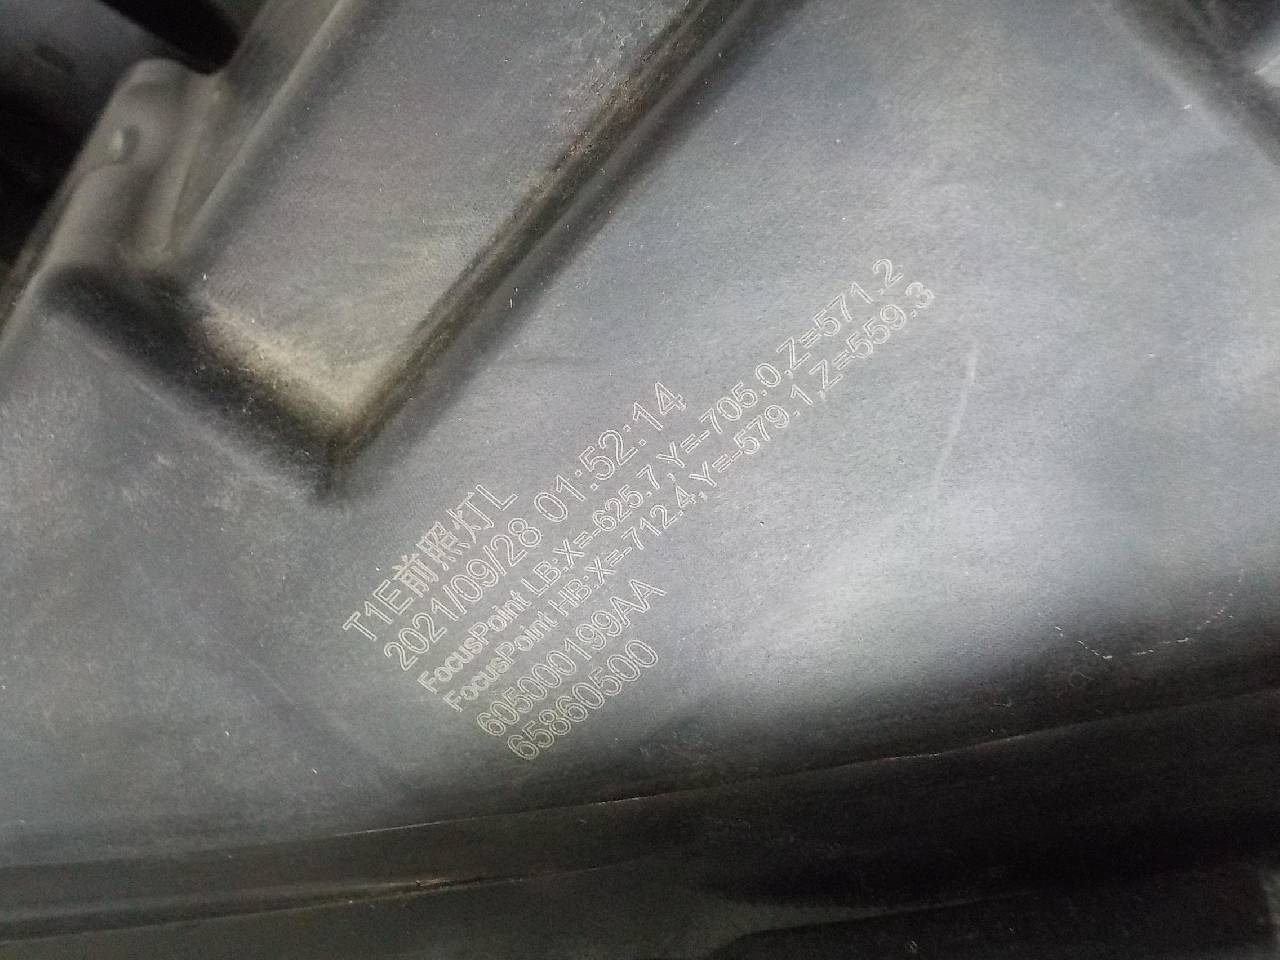 T1E前照灯L
2021/09/28 01:52:14
FocusPoint LB:X=-625.7,Y=-705.0,Z=571.2
FocusPoint HB:X=-712.4,Y=-579.1,Z=559.3
605000199AA
65860500